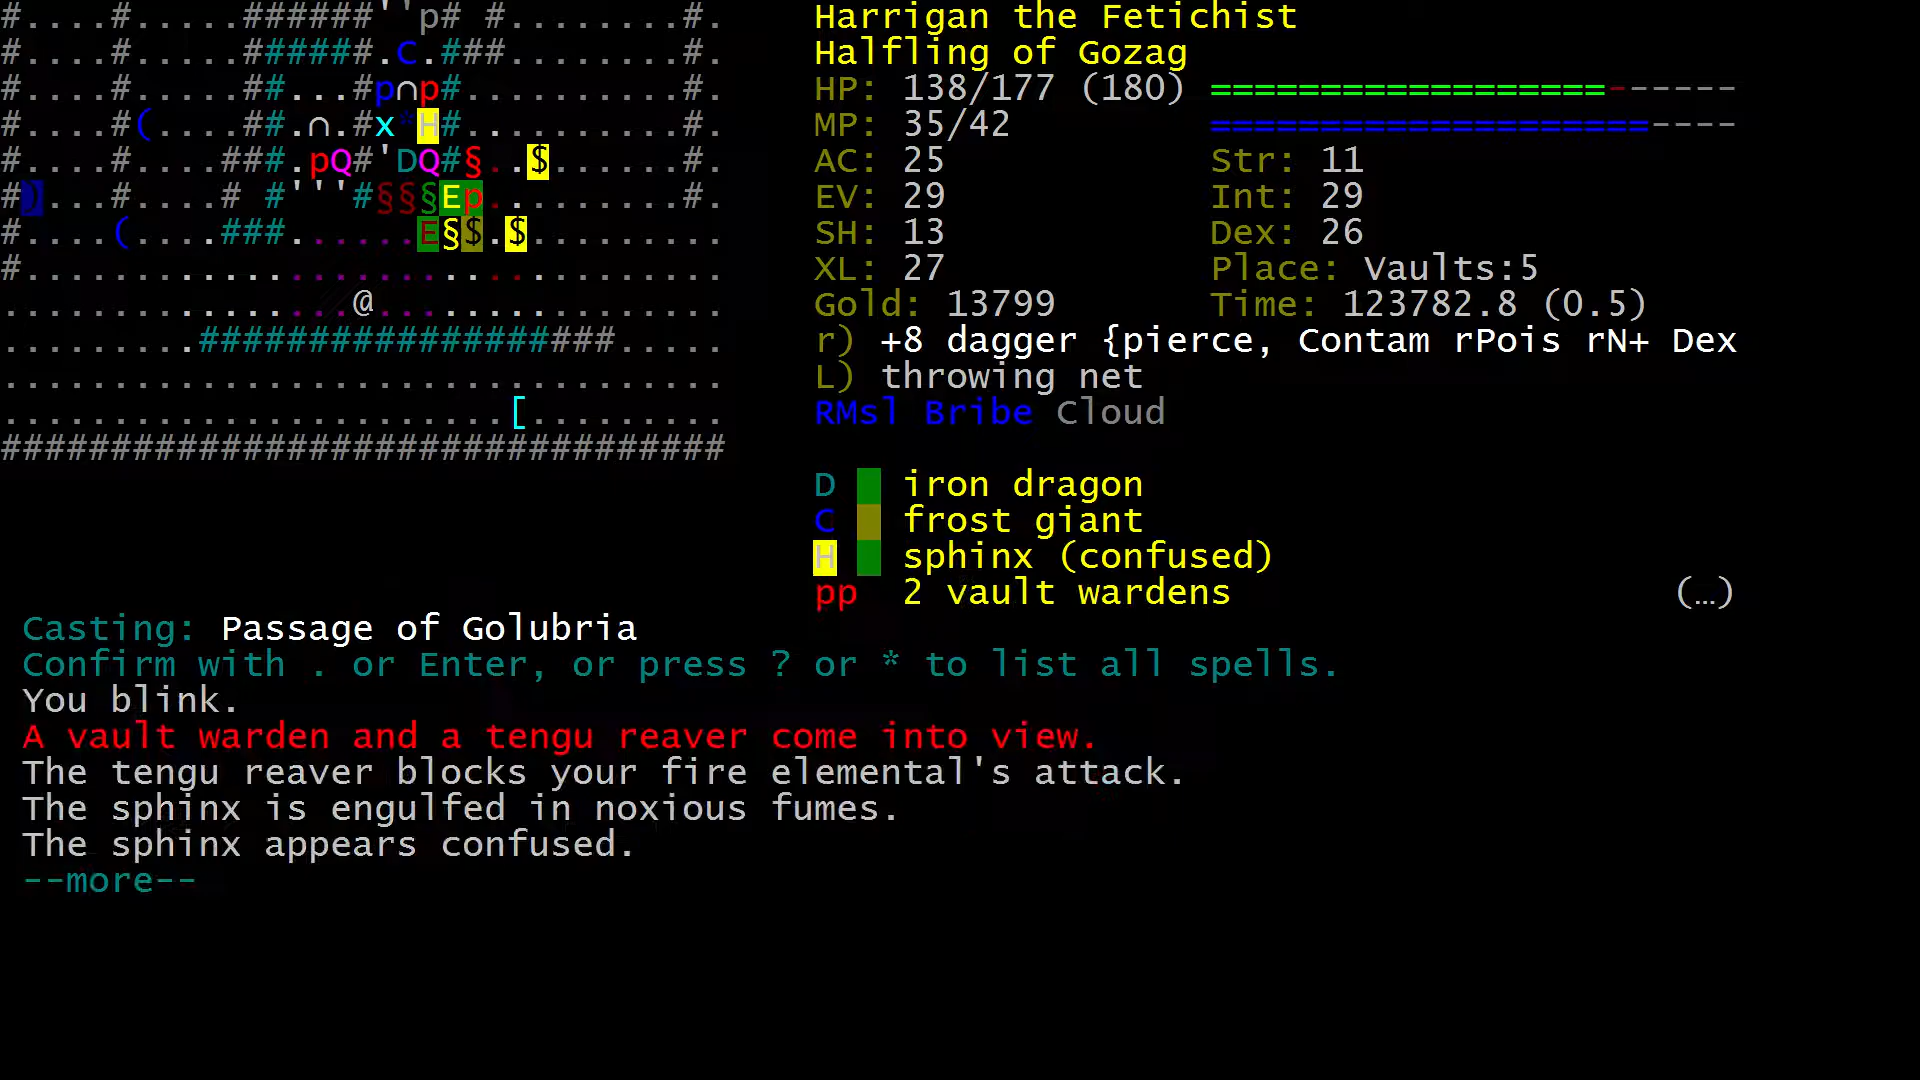 #....#.....######''p# #........#.
#....#.....######.C.###........#.
#....#.....##...#p∩p#..........#.
#....#(....##.∩.#x*H#..........#.
#....#....###.pQ#'DQ#§..$......#.
#)...#....# #'''#§§§Ep.........#.
#....(....###......E§$.$.........
#................................
................@................
.........###################.....
.................................
.......................[.........
#################################
Harrigan the Fetichist
Halfling of Gozag
HP: 138/177 (180) ==================------
MP: 35/42 ====================----
AC: 25 Str: 11
EV: 29 Int: 29
SH: 13 Dex: 26
XL: 27 Place: Vaults:5
Gold: 13799 Time: 123782.8 (0.5)
r) +8 dagger {pierce, Contam rPois rN+ Dex
L) throwing net
RMsl Bribe Cloud
D iron dragon
C frost giant
H sphinx (confused)
pp 2 vault wardens (…)
Casting: Passage of Golubria
Confirm with . or Enter, or press ? or * to list all spells.
You blink.
A vault warden and a tengu reaver come into view.
The tengu reaver blocks your fire elemental's attack.
The sphinx is engulfed in noxious fumes.
The sphinx appears confused.
--more--